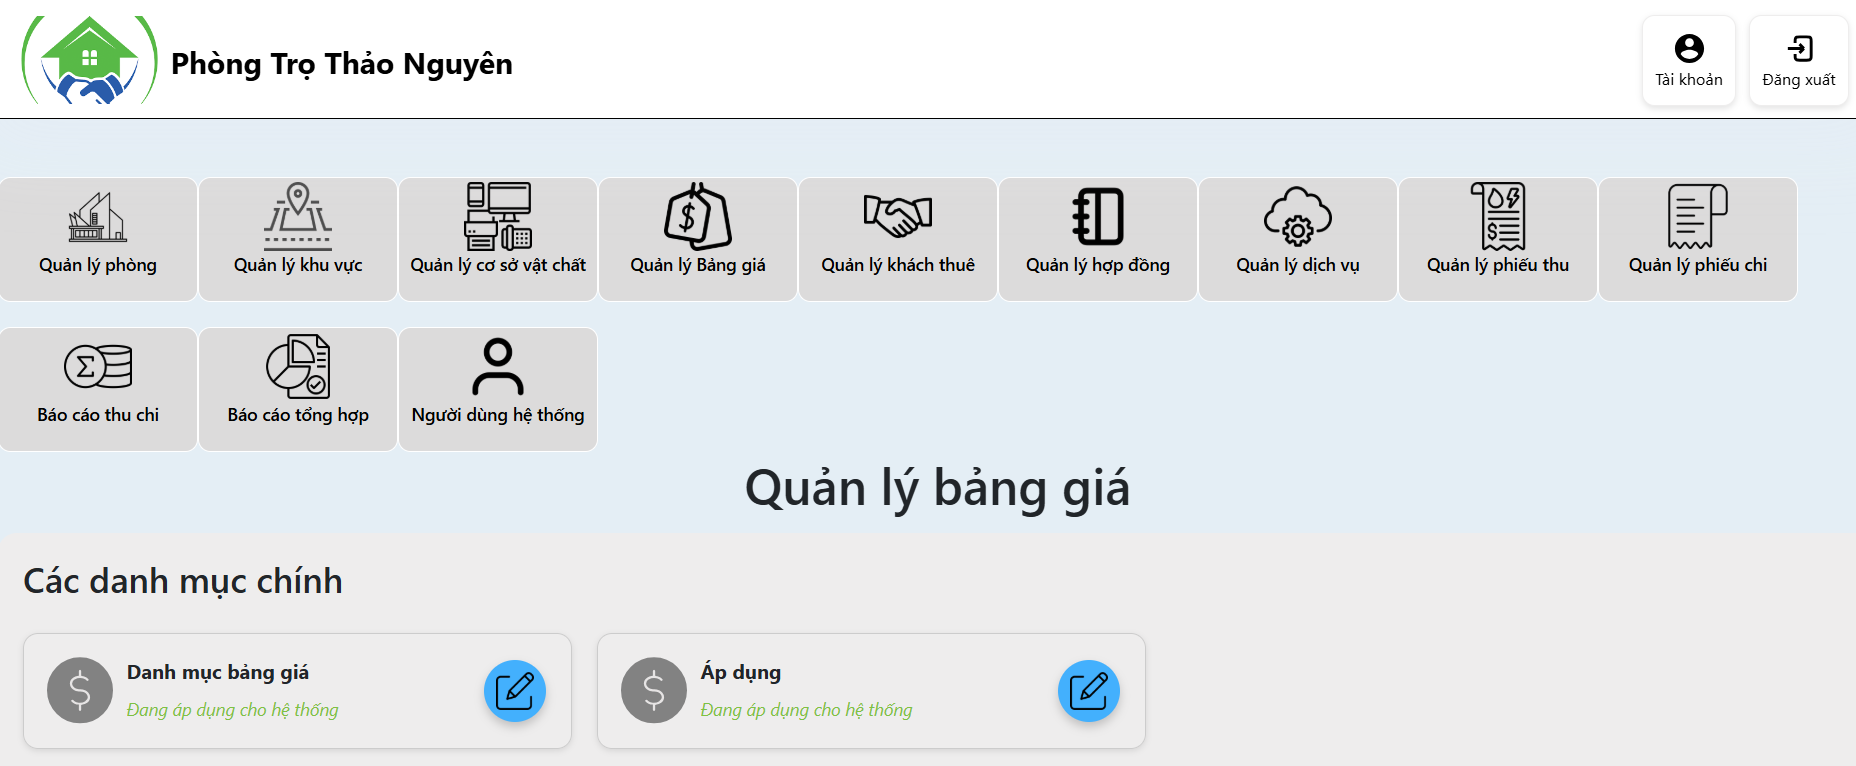 Phòng Trọ Thảo Nguyên
Tài khoản
Đăng xuất
Quản lý phòng
Quản lý khu vực
Quản lý cơ sở vật chất
Quản lý Bảng giá
Quản lý khách thuê
Quản lý hợp đồng
Quản lý dịch vụ
Quản lý phiếu thu
Quản lý phiếu chi
Báo cáo thu chi
Báo cáo tổng hợp
Người dùng hệ thống
Quản lý bảng giá
Các danh mục chính
Danh mục bảng giá
Đang áp dụng cho hệ thống
Áp dụng
Đang áp dụng cho hệ thống